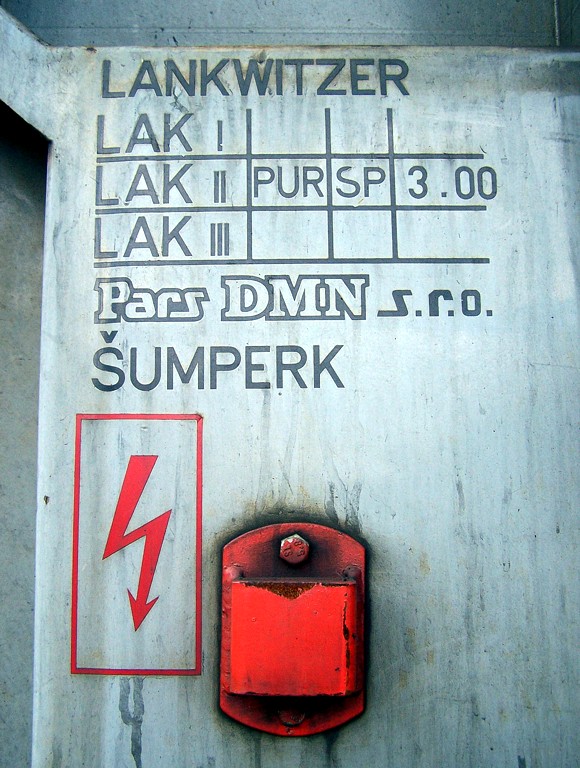 LANKWITZER
LAK I
LAK II PUR SP 3.00
LAK III
Pars DMN s.r.o.
ŠUMPERK